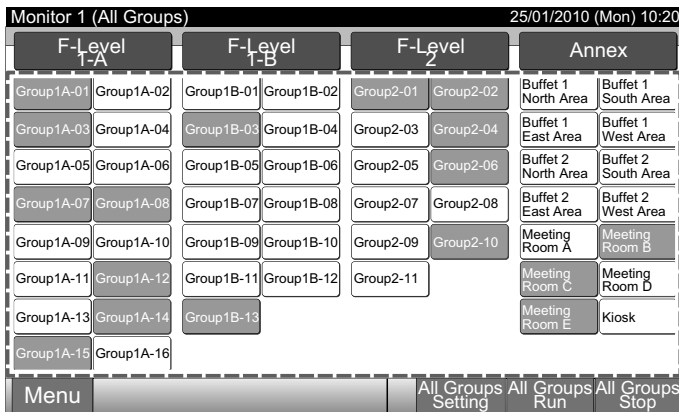 Monitor 1 (All Groups) 25/01/2010 (Mon) 10:20
F-Level 1-A
F-Level 1-B
F-Level 2
Annex
Group1A-01 Group1A-02 Group1B-01 Group1B-02 Group2-01 Group2-02 Buffet 1 North Area Buffet 1 South Area
Group1A-03 Group1A-04 Group1B-03 Group1B-04 Group2-03 Group2-04 Buffet 1 East Area Buffet 1 West Area
Group1A-05 Group1A-06 Group1B-05 Group1B-06 Group2-05 Group2-06 Buffet 2 North Area Buffet 2 South Area
Group1A-07 Group1A-08 Group1B-07 Group1B-08 Group2-07 Group2-08 Buffet 2 East Area Buffet 2 West Area
Group1A-09 Group1A-10 Group1B-09 Group1B-10 Group2-09 Group2-10 Meeting Room A Meeting Room B
Group1A-11 Group1A-12 Group1B-11 Group1B-12 Group2-11 Meeting Room C Meeting Room D
Group1A-13 Group1A-14 Group1B-13 Meeting Room E Kiosk
Group1A-15 Group1A-16
Menu
All Groups Setting
All Groups Run
All Groups Stop